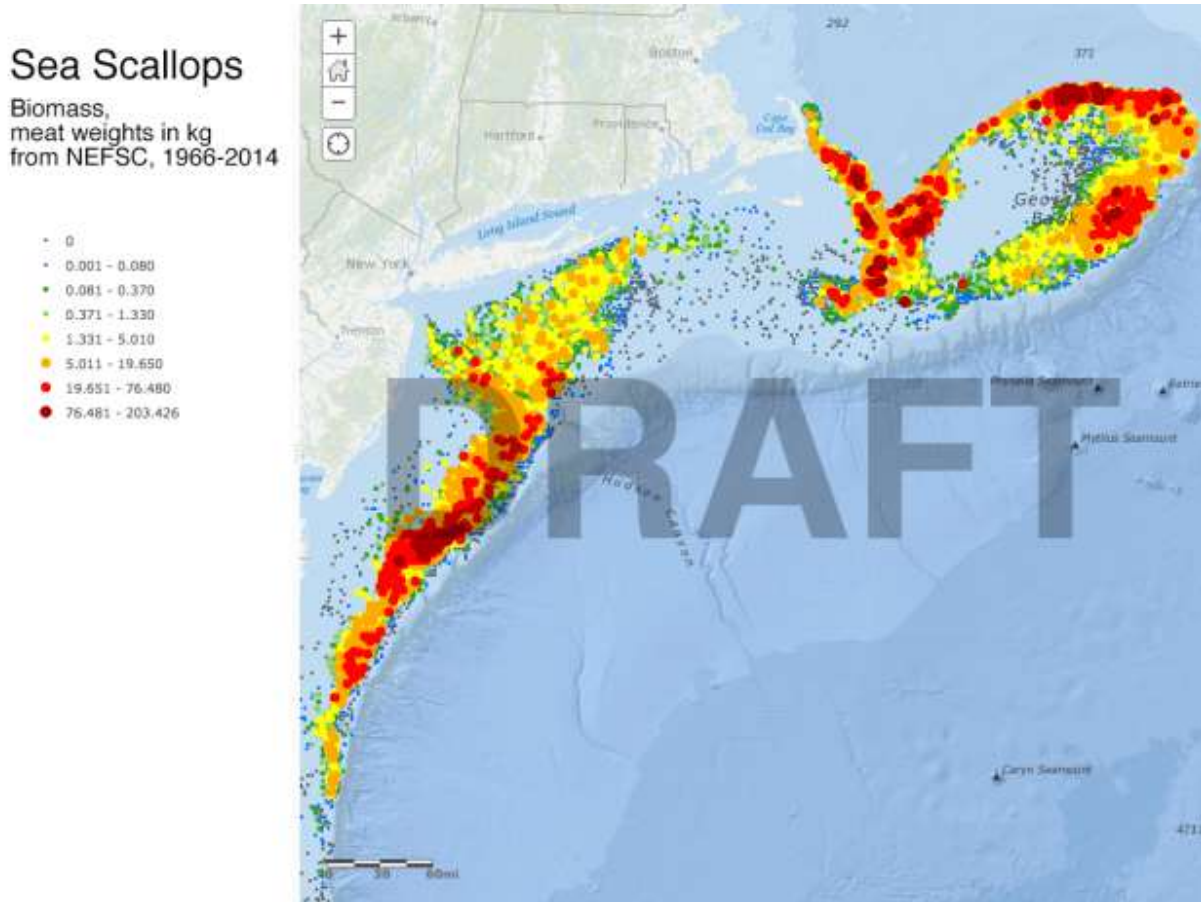 Sea Scallops
Biomass,
meat weights in kg
from NEFSC, 1966-2014
0
0.001 - 0.080
0.081 - 0.370
0.371 - 1.330
1.331 - 5.010
5.011 - 19.650
19.651 - 76.480
76.481 - 203.426
+
−
292
371
Albany
Boston
Cape
Cod Bay
Hartford
Providence
Georges
Bank
Long Island Sound
New York
Trenton
DRAFT
Mytilus Seamount
Hudson Canyon
Caryn Seamount
60mi